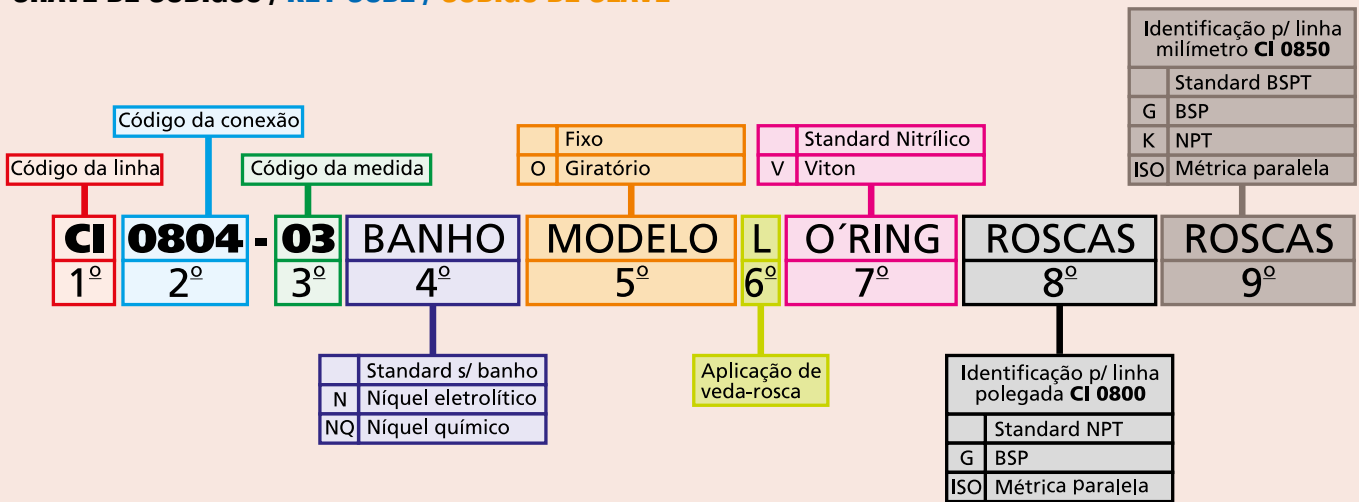 Identificação p/ linha
milímetro CI 0850
Standard BSPT
G BSP
K NPT
ISO Métrica paralela
Código da conexão
Código da linha
Código da medida
Fixo
O Giratório
Standard Nitrílico
V Viton
CI 0804 - 03 BANHO MODELO L O´RING ROSCAS ROSCAS
1º 2º 3º 4º 5º 6º 7º 8º 9º
Standard s/ banho
N Níquel eletrolítico
NQ Níquel químico
Aplicação de
veda-rosca
Identificação p/ linha
polegada CI 0800
Standard NPT
G BSP
ISO Métrica paralela